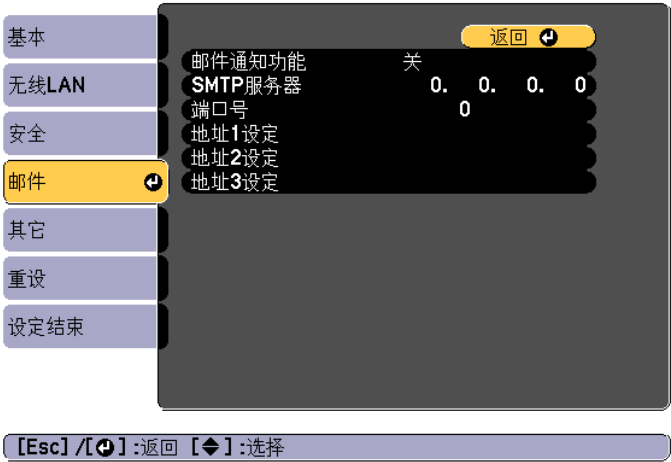 基本
无线LAN
安全
邮件
其它
重设
设定结束
返回
邮件通知功能 关
SMTP服务器 0. 0. 0. 0
端口号 0
地址1设定
地址2设定
地址3设定
[Esc] /[ ] :返回 [ ] :选择